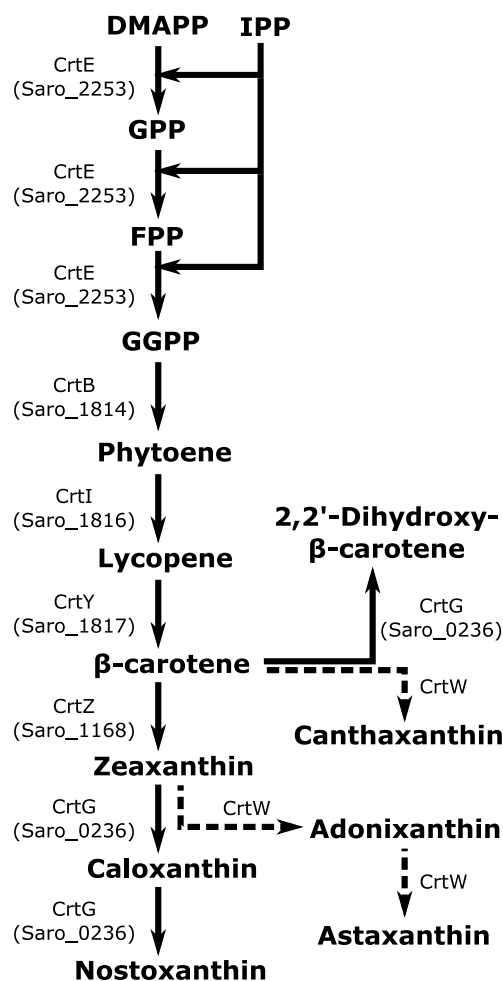 DMAPP IPP
CrtE
(Saro_2253)
GPP
CrtE
(Saro_2253)
FPP
CrtE
(Saro_2253)
GGPP
CrtB
(Saro_1814)
Phytoene
CrtI
(Saro_1816)
2,2'-Dihydroxy-
β-carotene
Lycopene
CrtY
(Saro_1817)
CrtG
(Saro_0236)
β-carotene
CrtW
CrtZ
(Saro_1168)
Canthaxanthin
Zeaxanthin
CrtG
(Saro_0236)
CrtW
Adonixanthin
Caloxanthin
CrtW
CrtG
(Saro_0236)
Astaxanthin
Nostoxanthin